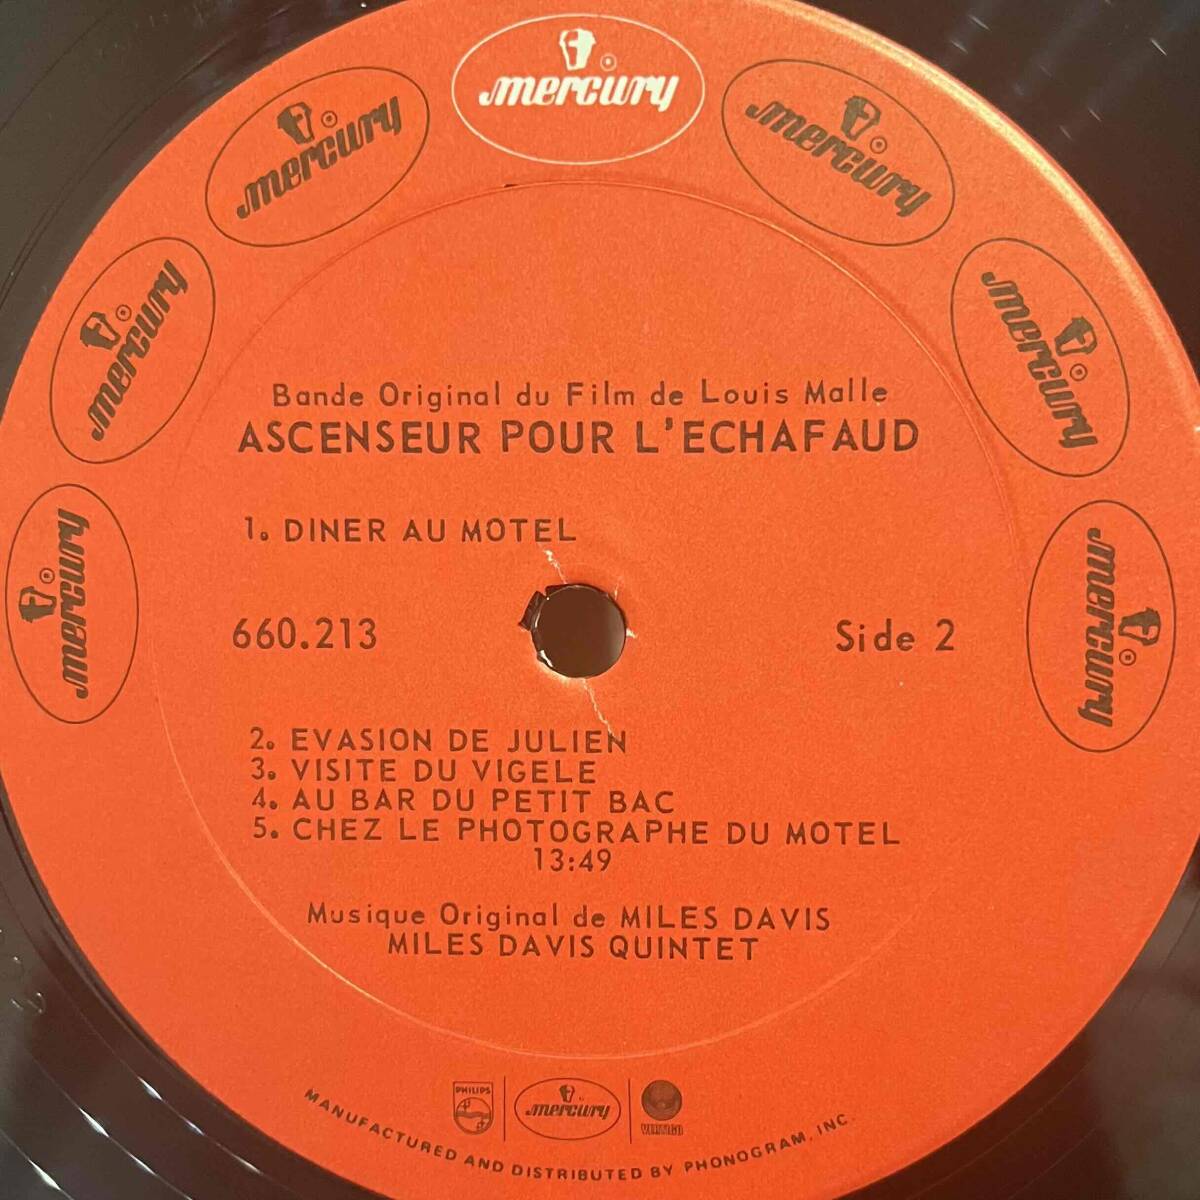 mercury
mercury
mercury
mercury
mercury
mercury
mercury
Bande Original du Film de Louis Malle
ASCENSEUR POUR L'ECHAFAUD
1. DINER AU MOTEL
660.213 Side 2
2. EVASION DE JULIEN
3. VISITE DU VIGELE
4. AU BAR DU PETIT BAC
5. CHEZ LE PHOTOGRAPHE DU MOTEL
13:49
Musique Original de MILES DAVIS
MILES DAVIS QUINTET
PHILIPS mercury VERTIGO
MANUFACTURED AND DISTRIBUTED BY PHONOGRAM, INC.